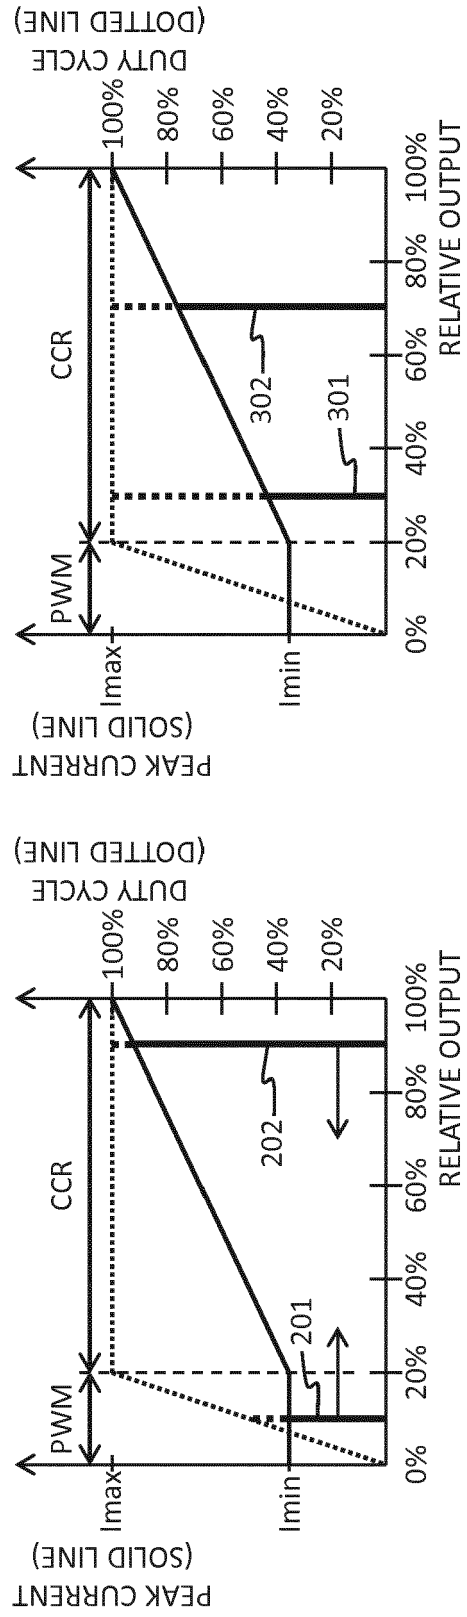 PEAK CURRENT
(SOLID LINE)
PWM
CCR
DUTY CYCLE
(DOTTED LINE)
Imax
Imin
100%
80%
60%
40%
20%
201
202
0%
20%
40%
60%
80%
100%
RELATIVE OUTPUT
PEAK CURRENT
(SOLID LINE)
PWM
CCR
DUTY CYCLE
(DOTTED LINE)
Imax
Imin
100%
80%
60%
40%
20%
302
301
0%
20%
40%
60%
80%
100%
RELATIVE OUTPUT